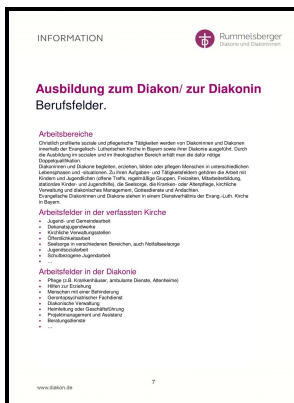 INFORMATION
Rummelsberger
Diakone und Diakoninnen
Ausbildung zum Diakon/ zur Diakonin
Berufsfelder.
Arbeitsbereiche
Christlich profilierte soziale und pflegerische Tätigkeiten werden von Diakoninnen und Diakonen
innerhalb der Evangelisch- Lutherischen Kirche in Bayern sowie ihrer Diakonie ausgeführt. Durch
die Ausbildung im sozialen und im theologischen Bereich erhält man die dafür nötige
Doppelqualifikation.
Diakoninnen und Diakone begleiten, erziehen, bilden oder pflegen Menschen in unterschiedlichen
Lebensphasen und -situationen. Zu ihren Aufgaben- und Tätigkeitsfeldern gehören die Arbeit mit
Kindern und Jugendlichen (offene Treffs, regelmäßige Gruppen, Freizeiten, Mitarbeiterbildung,
stationäre Kinder- und Jugendhilfe), die Seelsorge, die Kranken- oder Altenpflege, kirchliche
Verwaltung und diakonisches Management, Gottesdienste und Andachten.
Evangelische Diakoninnen und Diakone stehen in einem Dienstverhältnis der Evang.-Luth. Kirche
in Bayern.
Arbeitsfelder in der verfassten Kirche
• Jugend- und Gemeindearbeit
• Dekanatsjugendwerke
• Kirchliche Verwaltungsstellen
• Öffentlichkeitsarbeit
• Seelsorge in verschiedenen Bereichen, auch Notfallseelsorge
• Jugendsozialarbeit
• Schulbezogene Jugendarbeit
• ...
Arbeitsfelder in der Diakonie
• Pflege (z.B. Krankenhäuser, ambulante Dienste, Altenheime)
• Hilfen zur Erziehung
• Menschen mit einer Behinderung
• Gerontopsychiatrischer Fachdienst
• Diakonische Verwaltung
• Heimleitung oder Geschäftsführung
• Projektmanagement und Assistenz
• Beratungsdienste
• ...
7
www.diakon.de